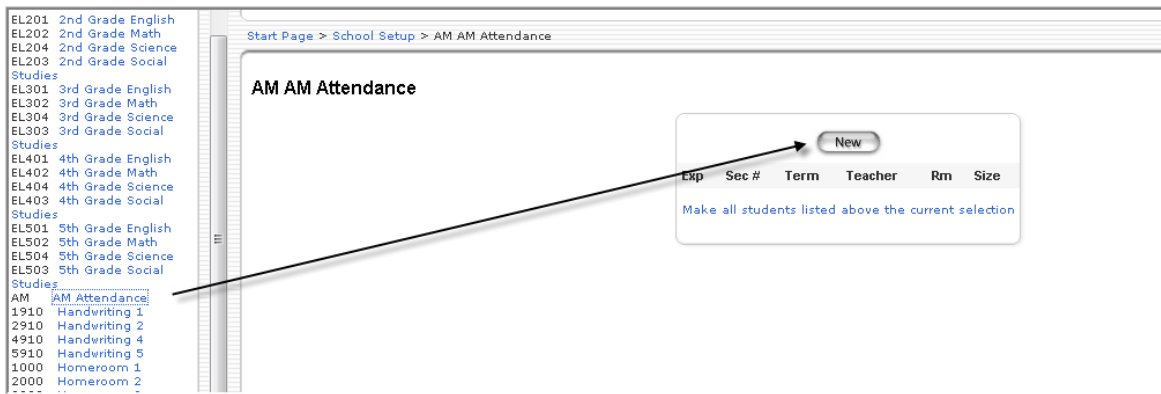 EL201 2nd Grade English
EL202 2nd Grade Math
EL204 2nd Grade Science
EL203 2nd Grade Social
Studies
EL301 3rd Grade English
EL302 3rd Grade Math
EL304 3rd Grade Science
EL303 3rd Grade Social
Studies
EL401 4th Grade English
EL402 4th Grade Math
EL404 4th Grade Science
EL403 4th Grade Social
Studies
EL501 5th Grade English
EL502 5th Grade Math
EL504 5th Grade Science
EL503 5th Grade Social
Studies
AM AM Attendance
1910 Handwriting 1
2910 Handwriting 2
4910 Handwriting 4
5910 Handwriting 5
1000 Homeroom 1
2000 Homeroom 2
Start Page > School Setup > AM AM Attendance
AM AM Attendance
New
Exp Sec # Term Teacher Rm Size
Make all students listed above the current selection